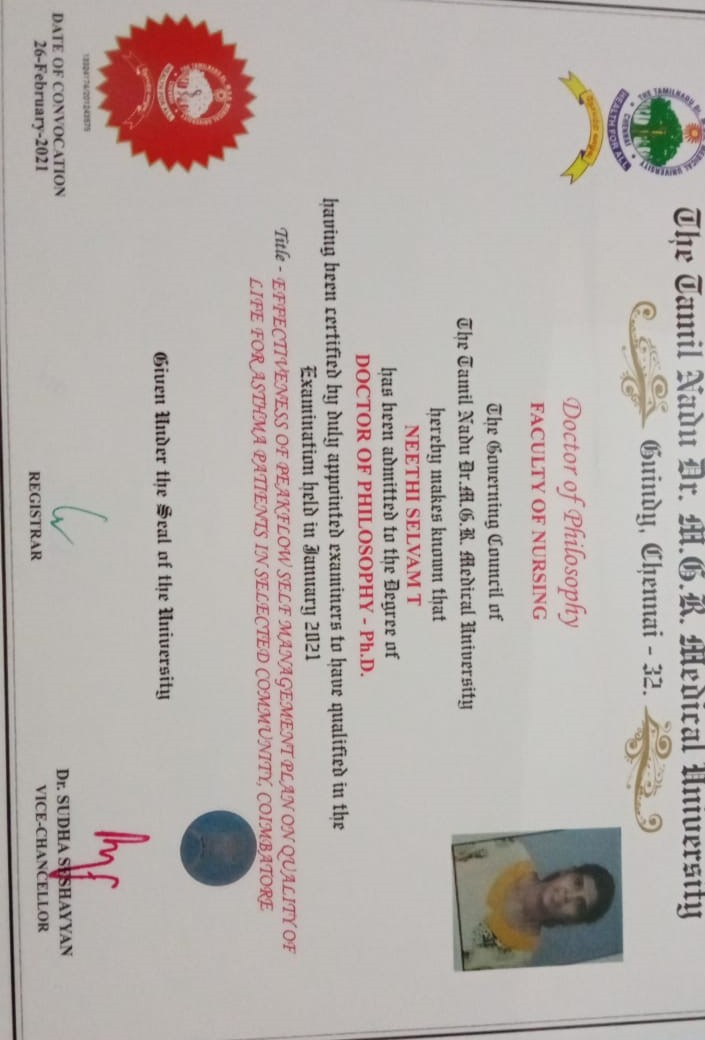 The Tamil Nadu Dr. M.G.R. Medical University
Guindy, Chennai - 32.
HEALTH FOR ALL
Doctor of Philosophy
FACULTY OF NURSING
The Governing Council of
The Tamil Nadu Dr.M.G.R. Medical University
hereby makes known that
NEETHI SELVAM T
has been admitted to the Degree of
DOCTOR OF PHILOSOPHY - Ph.D.
having been certified by duly appointed examiners to have qualified in the
Examination held in January 2021
Title - EFFECTIVENESS OF PEAKFLOW SELF MANAGEMENT PLAN ON QUALITY OF
LIFE FOR ASTHMA PATIENTS IN SELECTED COMMUNITY, COIMBATORE
Given Under the Seal of the University
DATE OF CONVOCATION
26-February-2021
REGISTRAR
Dr. SUDHA SESHAYYAN
VICE-CHANCELLOR